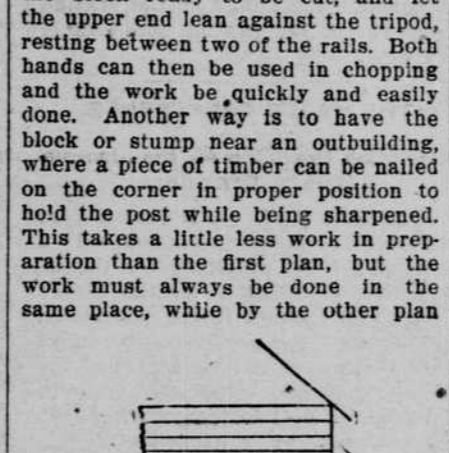 the upper end lean against the tripod,
resting between two of the rails. Both
hands can then be used in chopping
and the work be quickly and easily
done. Another way is to have the
block or stump near an outbuilding,
where a piece of timber can be nailed
on the corner in proper position to
hold the post while being sharpened.
This takes a little less work in prep-
aration than the first plan, but the
work must always be done in the
same place, while by the other plan